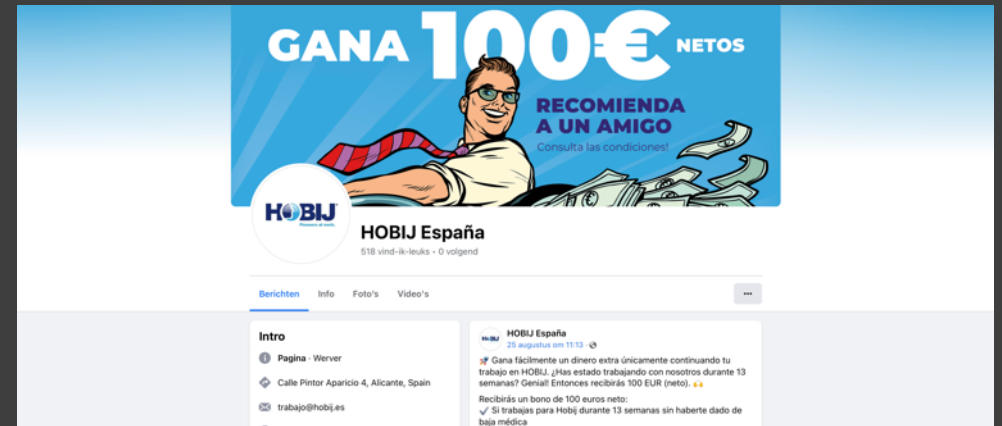 GANA 100€ NETOS
RECOMIENDA
A UN AMIGO
Consulta las condiciones!
HOBIJ
Pioneers at work.
HOBIJ España
518 vind-ik-leuks • 0 volgend
Berichten Info Foto's Video's
Intro
Pagina · Werver
Calle Pintor Aparicio 4, Alicante, Spain
trabajo@hobij.es
HOBIJ
HOBIJ España
25 augustus om 11:13 ·
🚀 Gana fácilmente un dinero extra únicamente continuando tu
trabajo en HOBIJ. ¿Has estado trabajando con nosotros durante 13
semanas? Genial! Entonces recibirás 100 EUR (neto). 🙌
Recibirás un bono de 100 euros neto:
✓ Si trabajas para Hobij durante 13 semanas sin haberte dado de
baja médica